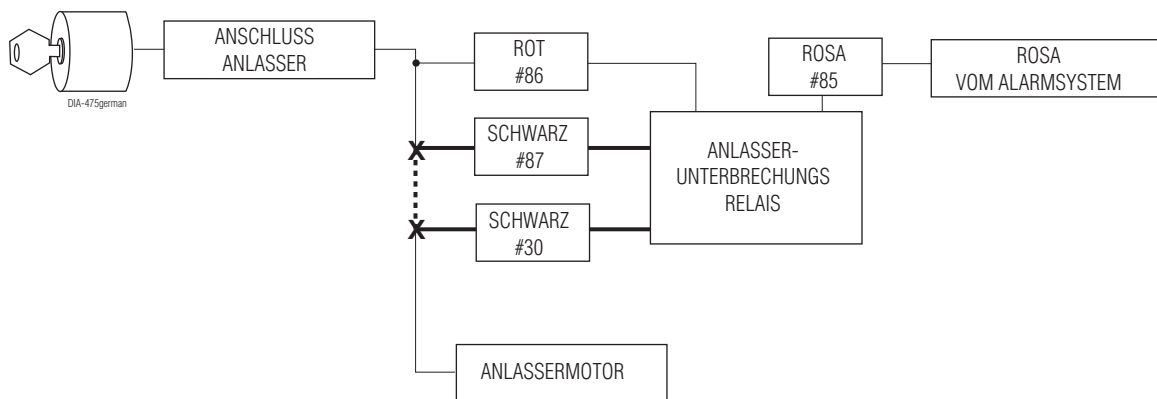 DIA-475german
ANSCHLUSS
ANLASSER
ROT
#86
ROSA
#85
ROSA
VOM ALARMSYSTEM
SCHWARZ
#87
ANLASSER-
UNTERBRECHUNGS
RELAIS
SCHWARZ
#30
ANLASSERMOTOR